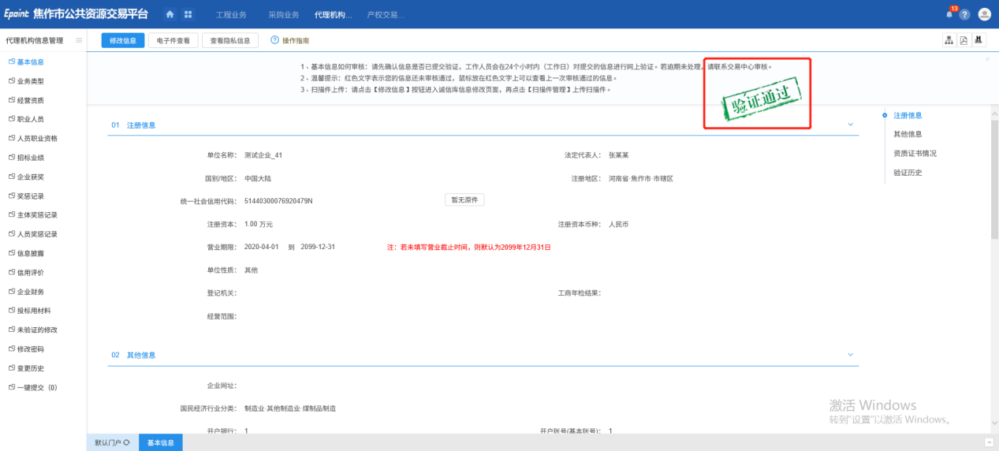 Epoint 焦作市公共资源交易平台
工程业务 采购业务 代理机构... 产权交易...
13
代理机构信息管理
修改信息 电子件查看 查看隐私信息 操作指南
基本信息
业务类型
经营资质
职业人员
人员职业资格
招标业绩
企业获奖
奖惩记录
主体奖惩记录
人员奖惩记录
信息披露
信用评价
企业财务
投标用材料
未验证的修改
修改密码
变更历史
一键提交（0）
1、基本信息如何审核：请先确认信息是否已提交验证，工作人员会在24个小时内（工作日）对提交的信息进行网上验证。若逾期未处理，请联系交易中心审核。
2、温馨提示：红色文字表示您的信息还未审核通过，鼠标放在红色文字上可以查看上一次审核通过的信息。
3、扫描件上传：请点击【修改信息】按钮进入诚信库信息修改页面，再点击【扫描件管理】上传扫描件。
验证通过
01 注册信息
单位名称： 测试企业_41 法定代表人： 张某某
国别/地区： 中国大陆 注册地区： 河南省·焦作市·市辖区
统一社会信用代码： 51440300076920479N 暂无原件
注册资本： 1.00 万元 注册资本币种： 人民币
营业期限： 2020-04-01 到 2099-12-31 注：若未填写营业截止时间，则默认为2099年12月31日
单位性质： 其他
登记机关： 工商年检结果：
经营范围：
02 其他信息
企业网址：
国民经济行业分类： 制造业·其他制造业·煤制品制造
开户银行： 1 开户账号(基本账号)： 1
注册信息
其他信息
资质证书情况
验证历史
激活 Windows
转到"设置"以激活 Windows。
默认门户 基本信息